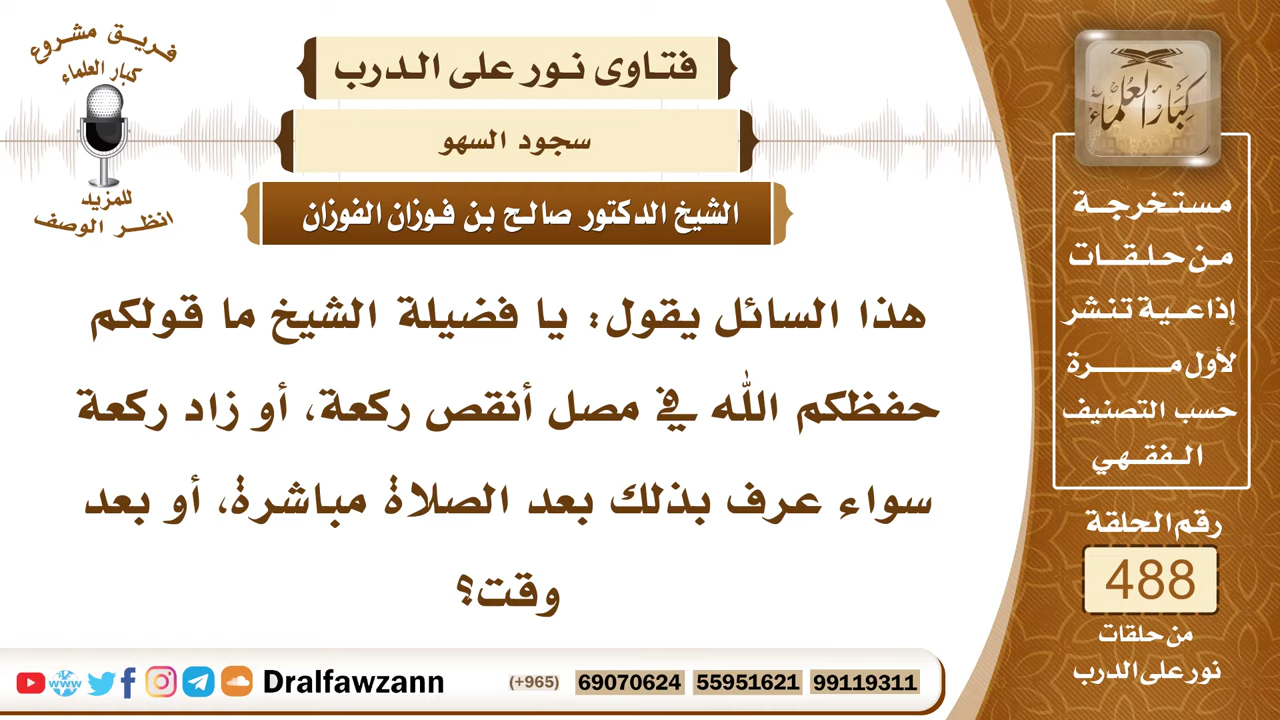 فريق مشروع
كبار العلماء
للمزيد
انظر الوصف
فتاوى نور على الدرب
سجود السهو
الشيخ الدكتور صالح بن فوزان الفوزان
هذا السائل يقول: يا فضيلة الشيخ ما قولكم
حفظكم الله في مصل أنقص ركعة، أو زاد ركعة
سواء عرف بذلك بعد الصلاة مباشرة، أو بعد
وقت؟
كبار العلماء
مستخرجة
من حلقات
إذاعية تنشر
لأول مرة
حسب التصنيف
الفقهي
رقم الحلقة
488
من حلقات
نور على الدرب
www
Dralfawzann (+965) 69070624 55951621 99119311